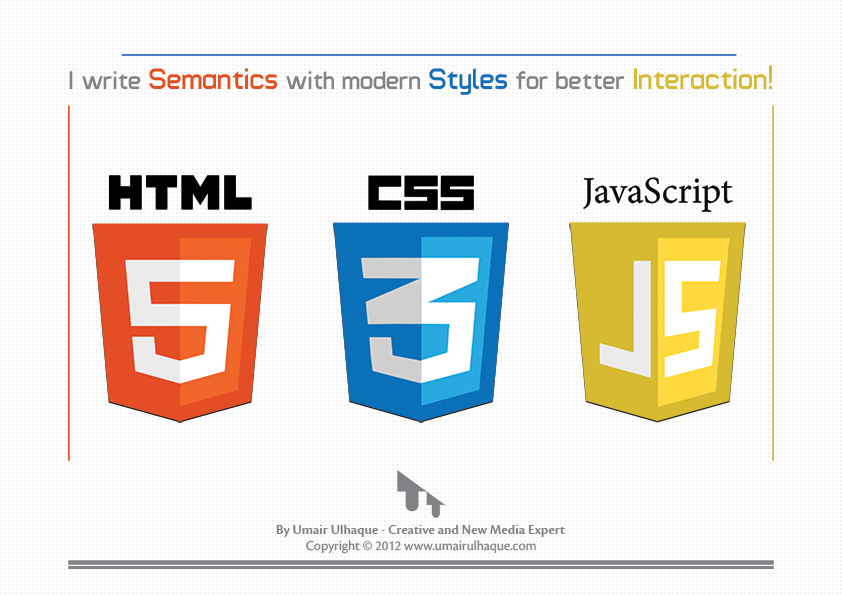 I write Semantics with modern Styles for better Interaction!
HTML CSS JavaScript
5 3 JS
By Umair Ulhaque - Creative and New Media Expert
Copyright © 2012 www.umairulhaque.com